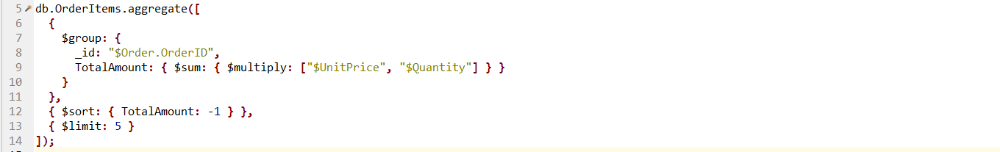 5 db.OrderItems.aggregate([
6 {
7 $group: {
8 _id: "$Order.OrderID",
9 TotalAmount: { $sum: { $multiply: ["$UnitPrice", "$Quantity"] } }
10 }
11 },
12 { $sort: { TotalAmount: -1 } },
13 { $limit: 5 }
14 ]);